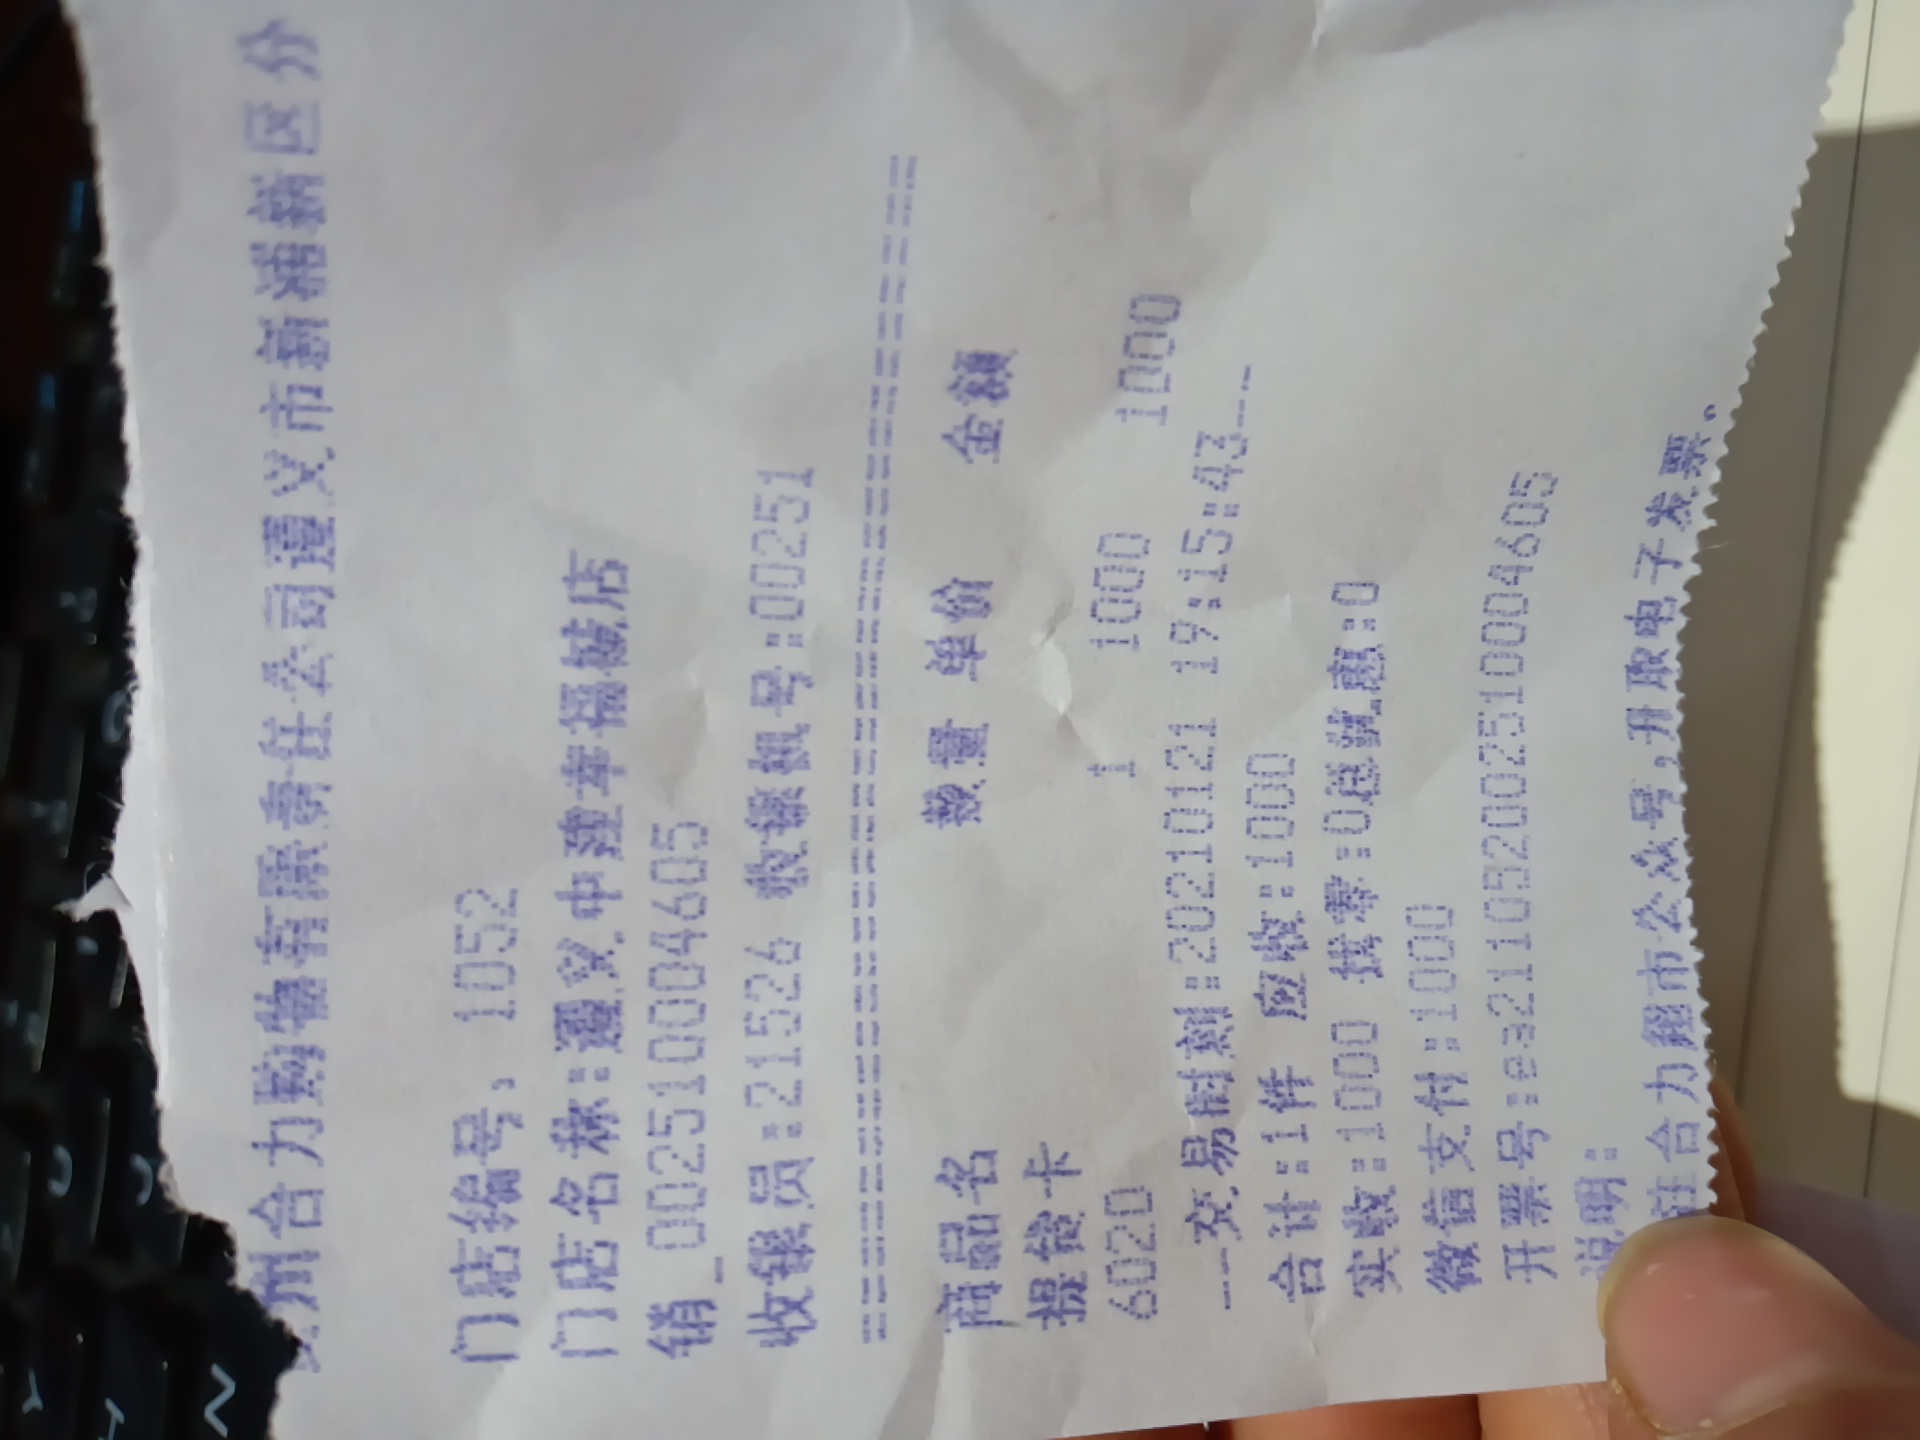 州合力购物有限责任公司遵义市新浦新区分
门店编号, 1052
门店名称:遵义中建幸福城店
销_00251004605
收银员:21526 收银机号:00251
==========================================
商品名 数量 单价 金额
提货卡
6020 1 1000 1000
---交易时刻:20210121 19:15:43---
合计:1件 应收:1000
实收:1000 找零:0总优惠:0
微信支付:1000
开票号:ea21105200251004605
说明:
注合力超市公众号,开取电子发票。